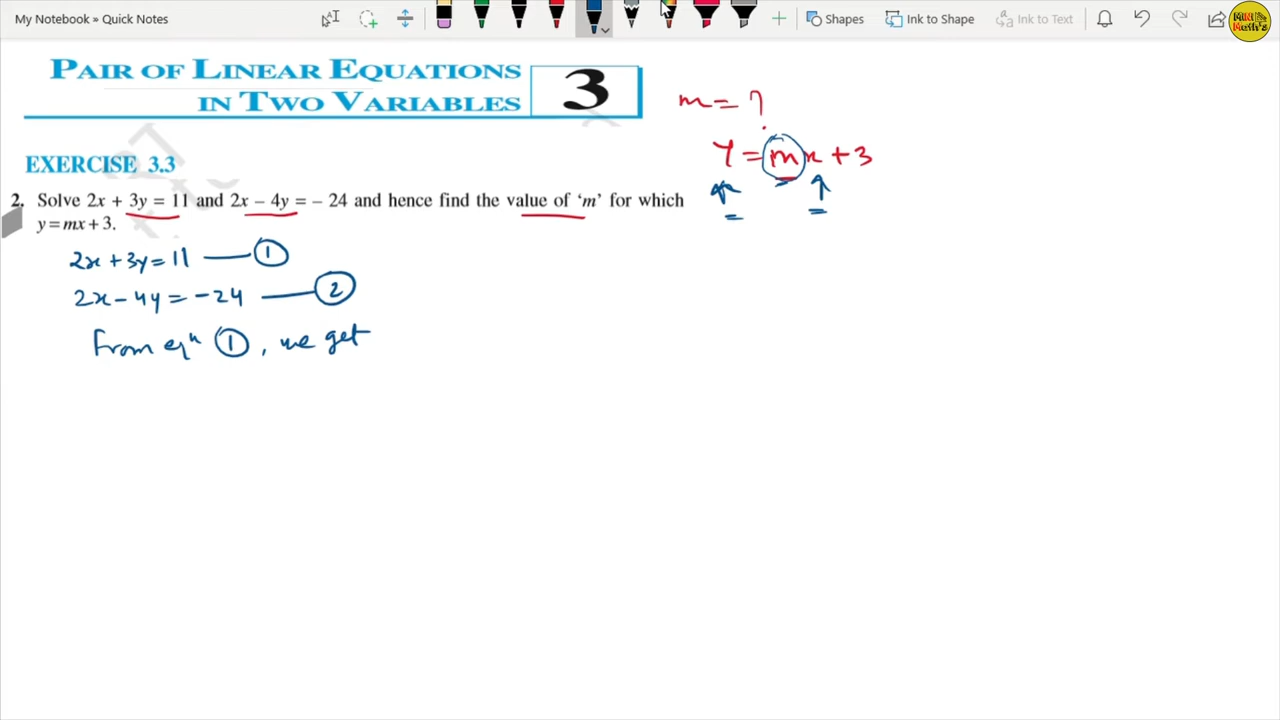 My Notebook » Quick Notes
Shapes
Ink to Shape
Ink to Text
MINI Math's
PAIR OF LINEAR EQUATIONS
IN TWO VARIABLES
3
EXERCISE 3.3
2. Solve 2x + 3y = 11 and 2x – 4y = – 24 and hence find the value of ‘m’ for which
y = mx + 3.
m = ?
y = mx + 3
2x + 3y = 11 — ①
2x – 4y = –24 — ②
From eqⁿ ①, we get